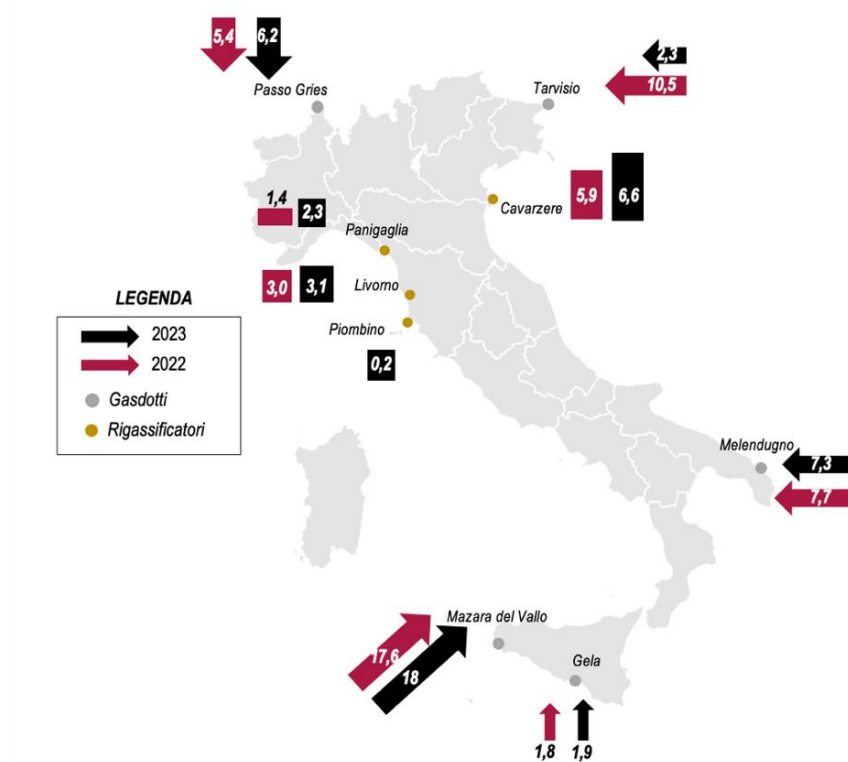 5,4
6,2
2,3
10,5
Passo Gries
Tarvisio
5,9
6,6
Cavarzere
1,4
2,3
Panigaglia
3,0
3,1
Livorno
Piombino
0,2
LEGENDA
2023
2022
Gasdotti
Rigassificatori
Melendugno
7,3
7,7
Mazara del Vallo
17,6
18
Gela
1,8
1,9